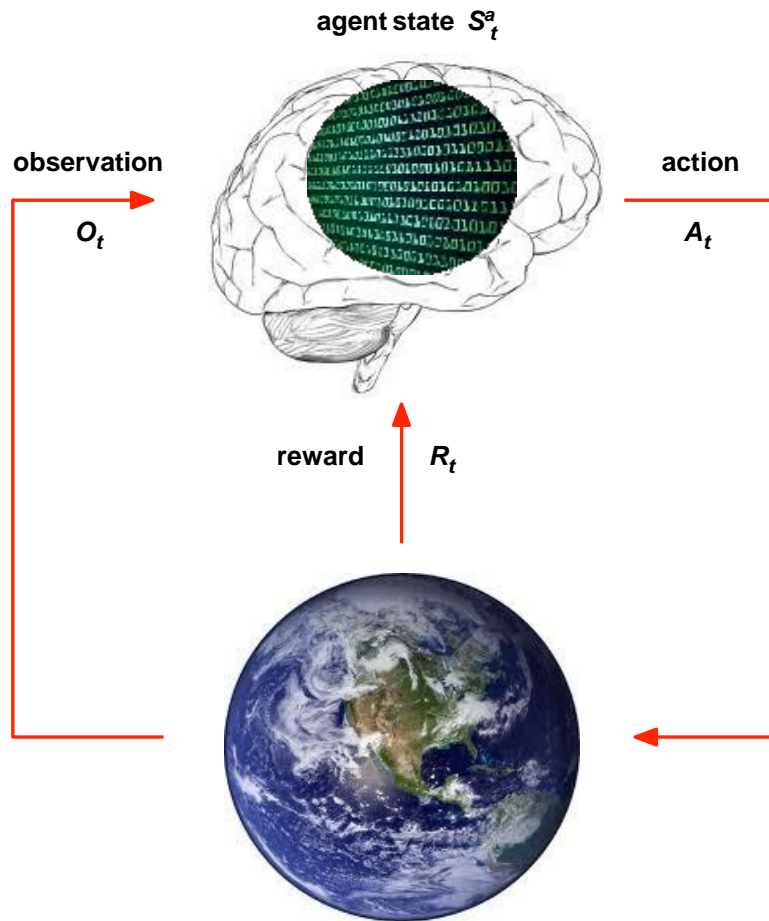 agent state S^a_t
observation
action
O_t
A_t
reward R_t